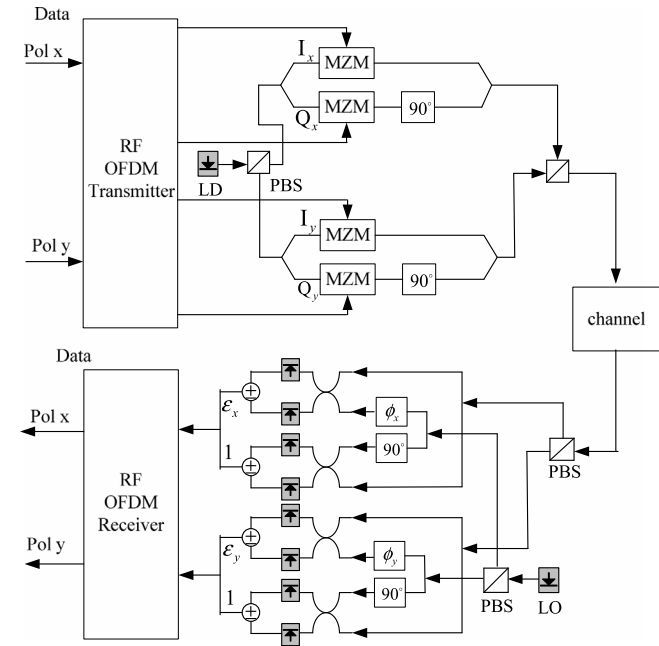 Data
Pol x
Pol y
RF
OFDM
Transmitter
I_x
MZM
Q_x
MZM
90°
LD
PBS
I_y
MZM
Q_y
MZM
90°
channel
Data
Pol x
Pol y
RF
OFDM
Receiver
ε_x
1
ϕ_x
90°
PBS
ε_y
1
ϕ_y
90°
PBS
LO